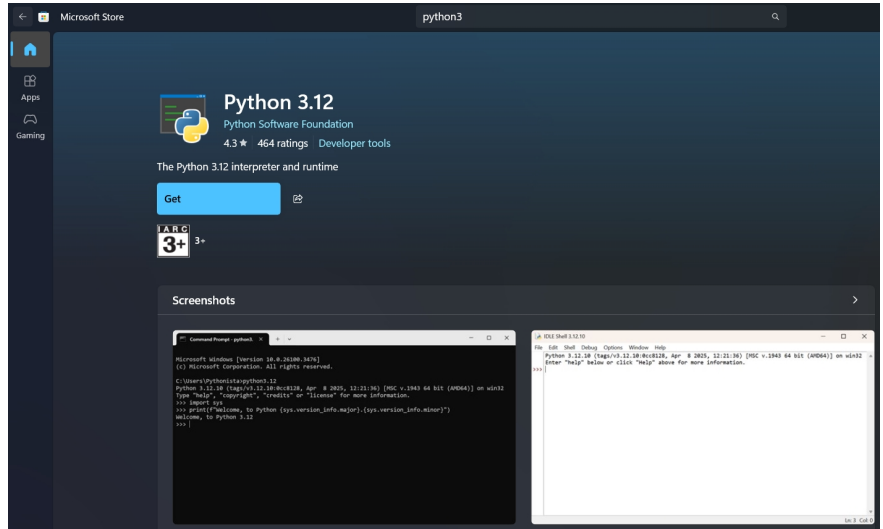 Microsoft Store
python3
Apps
Gaming
Python 3.12
Python Software Foundation
4.3 ★ 464 ratings Developer tools
The Python 3.12 interpreter and runtime
Get
IARC
3+ 3+
Screenshots
Command Prompt - python3.
Microsoft Windows [Version 10.0.26100.3476]
(c) Microsoft Corporation. All rights reserved.
C:\Users\Pythonista>python3.12
Python 3.12.10 (tags/v3.12.10:0cc8128, Apr 8 2025, 12:21:36) [MSC v.1943 64 bit (AMD64)] on win32
Type "help", "copyright", "credits" or "license" for more information.
>>> import sys
>>> print(f"Welcome, to Python {sys.version_info.major}.{sys.version_info.minor}")
Welcome, to Python 3.12
>>>
IDLE Shell 3.12.10
File Edit Shell Debug Options Window Help
Python 3.12.10 (tags/v3.12.10:0cc8128, Apr 8 2025, 12:21:36) [MSC v.1943 64 bit (AMD64)] on win32
Enter "help" below or click "Help" above for more information.
>>>
Ln: 3 Col: 0